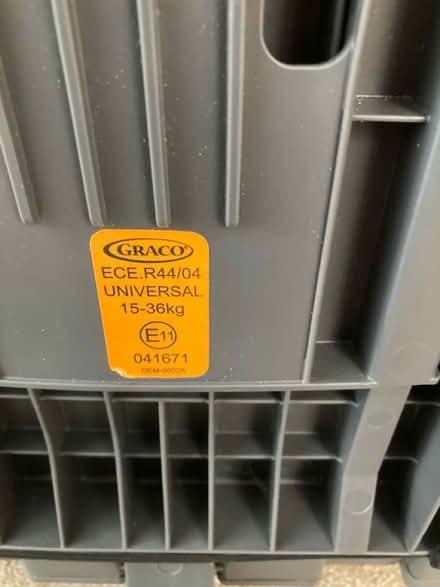 GRACO
ECE.R44/04
UNIVERSAL
15-36kg
E11
041671